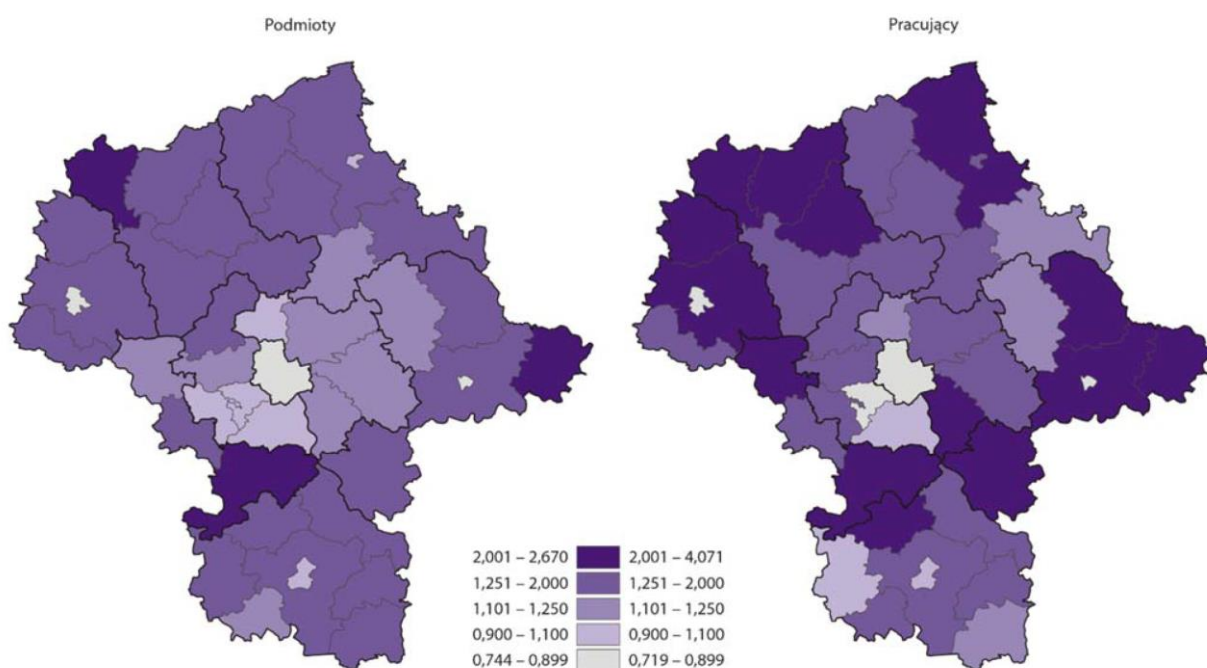 Podmioty
Pracujący
2,001 – 2,670 2,001 – 4,071
1,251 – 2,000 1,251 – 2,000
1,101 – 1,250 1,101 – 1,250
0,900 – 1,100 0,900 – 1,100
0,744 – 0,899 0,719 – 0,899